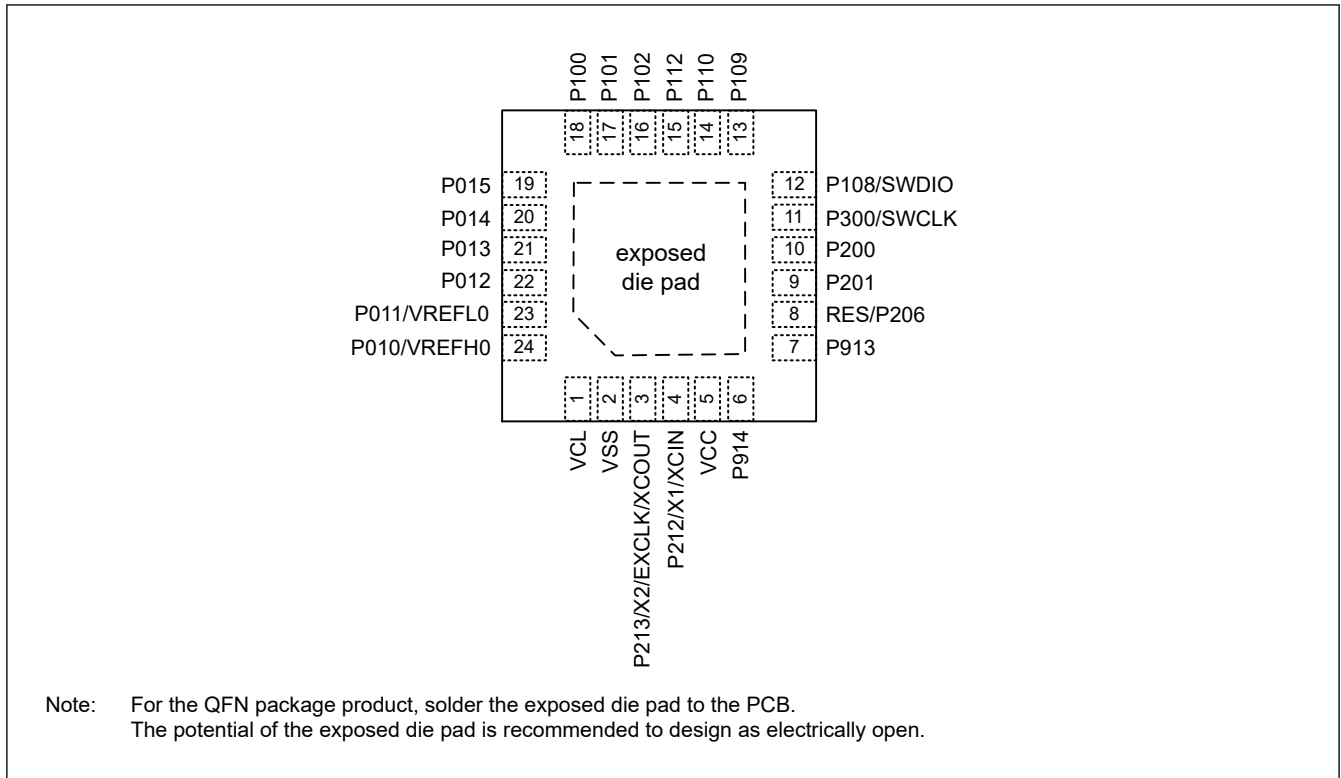 P100
P101
P102
P112
P110
P109
18
17
16
15
14
13
P015 19
P014 20
P013 21
P012 22
P011/VREFL0 23
P010/VREFH0 24
exposed
die pad
12 P108/SWDIO
11 P300/SWCLK
10 P200
9 P201
8 RES/P206
7 P913
1
2
3
4
5
6
VCL
VSS
P213/X2/EXCLK/XCOUT
P212/X1/XCIN
VCC
P914
Note: For the QFN package product, solder the exposed die pad to the PCB.
The potential of the exposed die pad is recommended to design as electrically open.